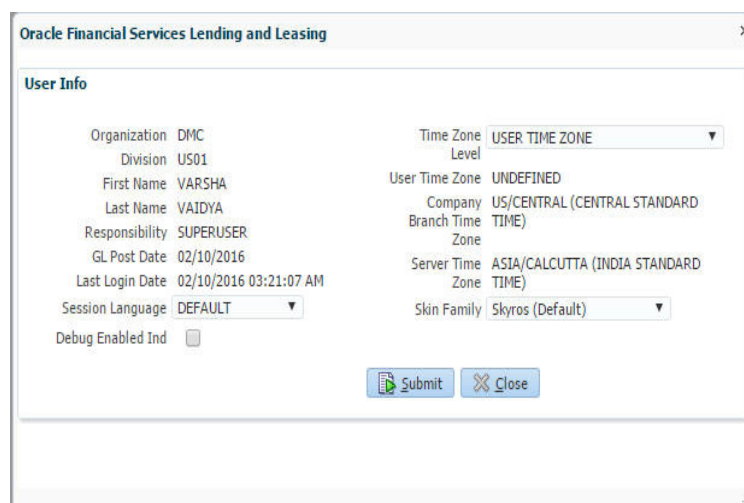 Oracle Financial Services Lending and Leasing
User Info
Organization DMC
Division US01
First Name VARSHA
Last Name VAIDYA
Responsibility SUPERUSER
GL Post Date 02/10/2016
Last Login Date 02/10/2016 03:21:07 AM
Session Language DEFAULT
Debug Enabled Ind
Time Zone Level USER TIME ZONE
User Time Zone UNDEFINED
Company Branch Time Zone US/CENTRAL (CENTRAL STANDARD TIME)
Server Time Zone ASIA/CALCUTTA (INDIA STANDARD TIME)
Skin Family Skyros (Default)
Submit Close